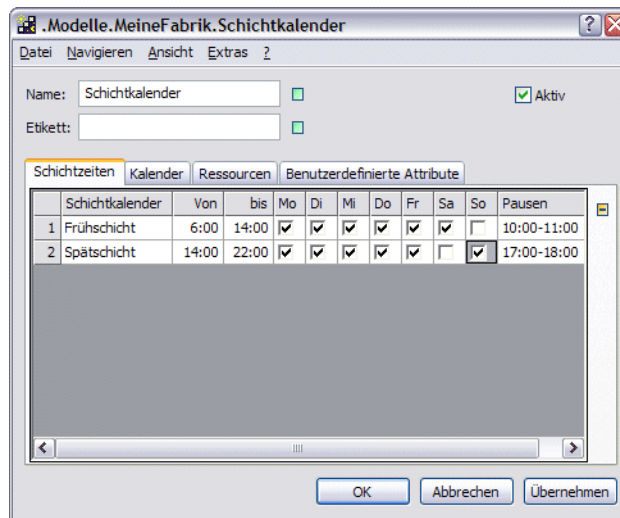 .Modelle.MeineFabrik.Schichtkalender
Datei Navigieren Ansicht Extras ?
Name: Schichtkalender Aktiv
Etikett:
Schichtzeiten Kalender Ressourcen Benutzerdefinierte Attribute
Schichtkalender Von bis Mo Di Mi Do Fr Sa So Pausen
1 Frühschicht 6:00 14:00 10:00-11:00
2 Spätschicht 14:00 22:00 17:00-18:00
OK Abbrechen Übernehmen